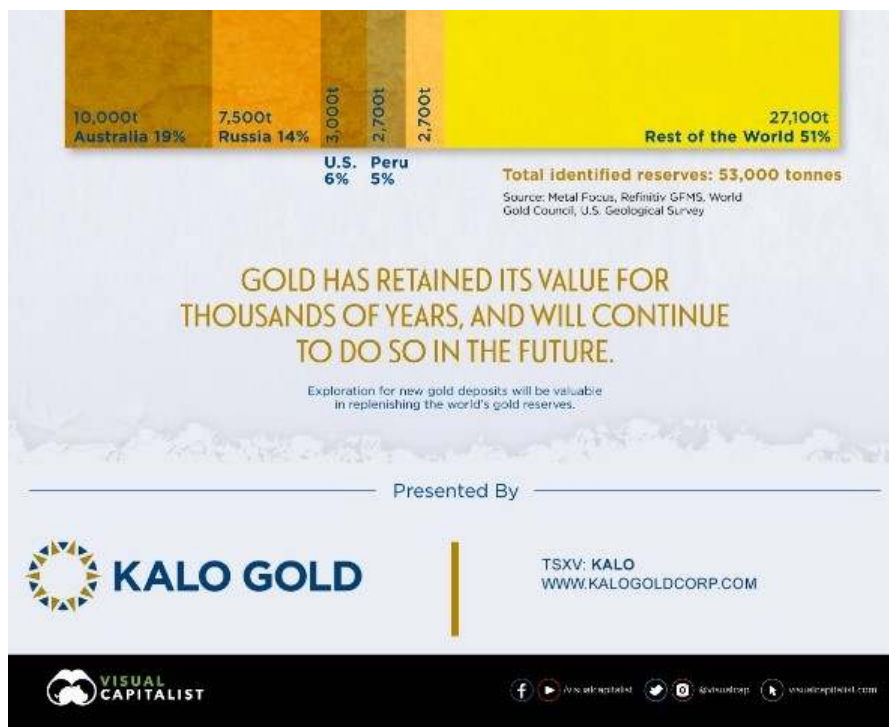 10,000t
Australia 19%
7,500t
Russia 14%
3,000t
2,700t
2,700t
27,100t
Rest of the World 51%
U.S.
6%
Peru
5%
Total identified reserves: 53,000 tonnes
Source: Metal Focus, Refinitiv GFMS, World
Gold Council, U.S. Geological Survey
GOLD HAS RETAINED ITS VALUE FOR
THOUSANDS OF YEARS, AND WILL CONTINUE
TO DO SO IN THE FUTURE.
Exploration for new gold deposits will be valuable
in replenishing the world's gold reserves.
Presented By
KALO GOLD
TSXV: KALO
WWW.KALOGOLDCORP.COM
VISUAL
CAPITALIST
/visualcapitalist
@visualcap
visualcapitalist.com